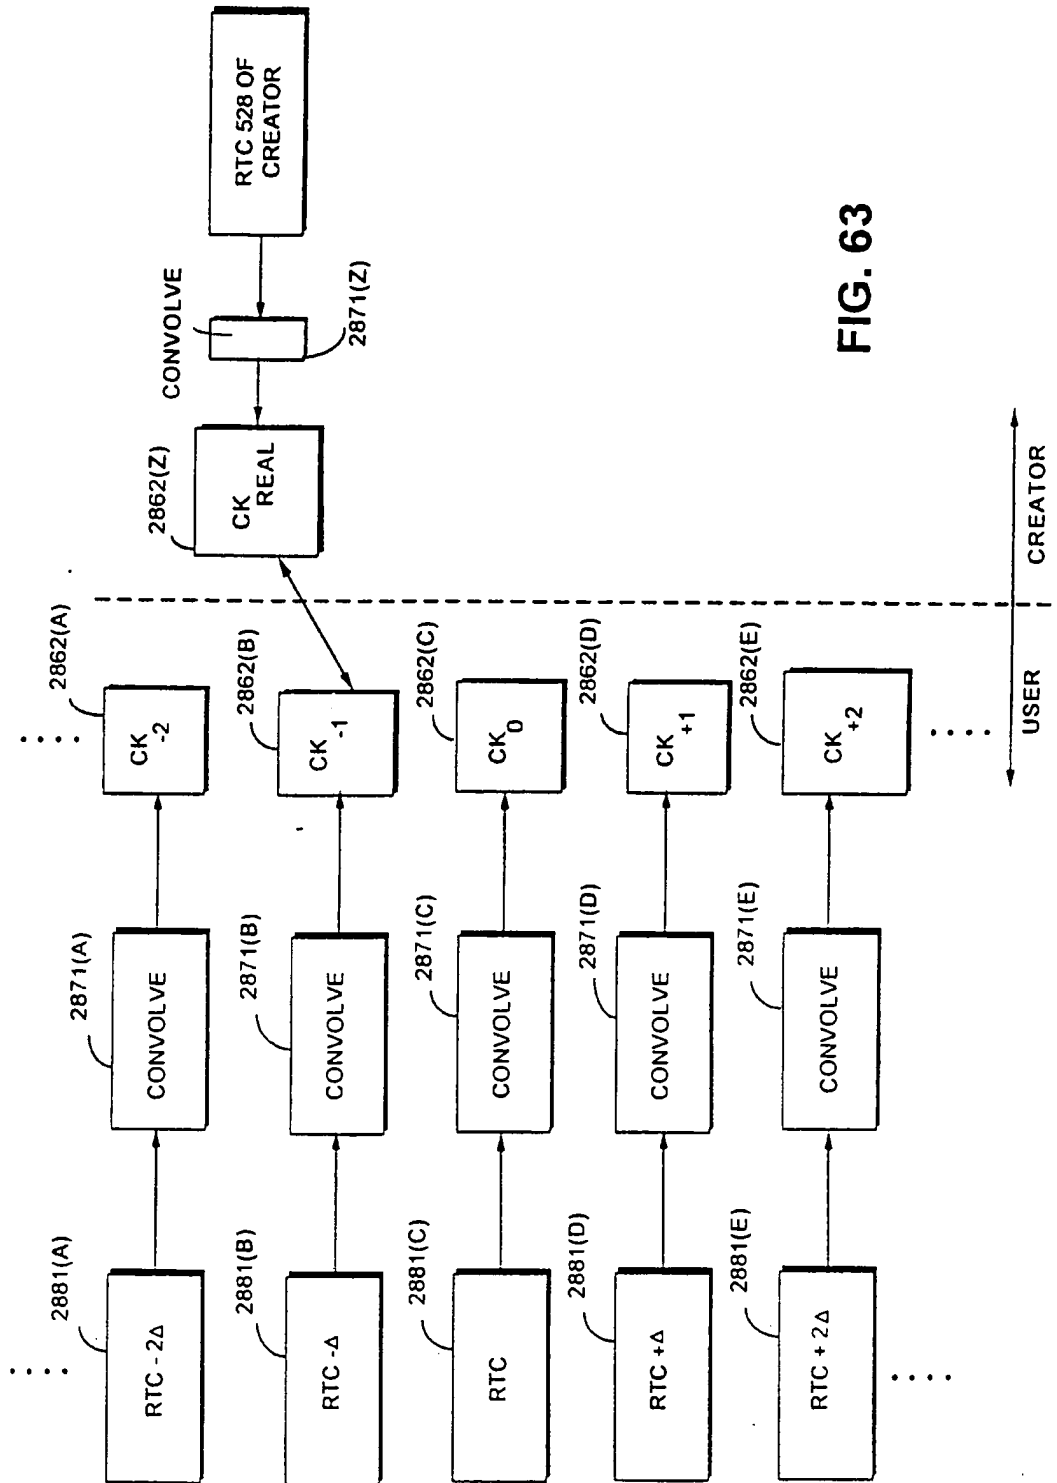 RTC 528 OF
CREATOR
CONVOLVE
2871(Z)
2862(Z)
CK
REAL
. . . .
2881(A)
RTC - 2Δ
2871(A)
CONVOLVE
2862(A)
CK
-2
. . . .
2881(B)
RTC -Δ
2871(B)
CONVOLVE
2862(B)
CK
-1
2881(C)
RTC
2871(C)
CONVOLVE
2862(C)
CK0
2881(D)
RTC +Δ
2871(D)
CONVOLVE
2862(D)
CK
+1
2881(E)
RTC + 2Δ
2871(E)
CONVOLVE
2862(E)
CK
+2
. . . .
. . . .
USER
CREATOR
FIG. 63